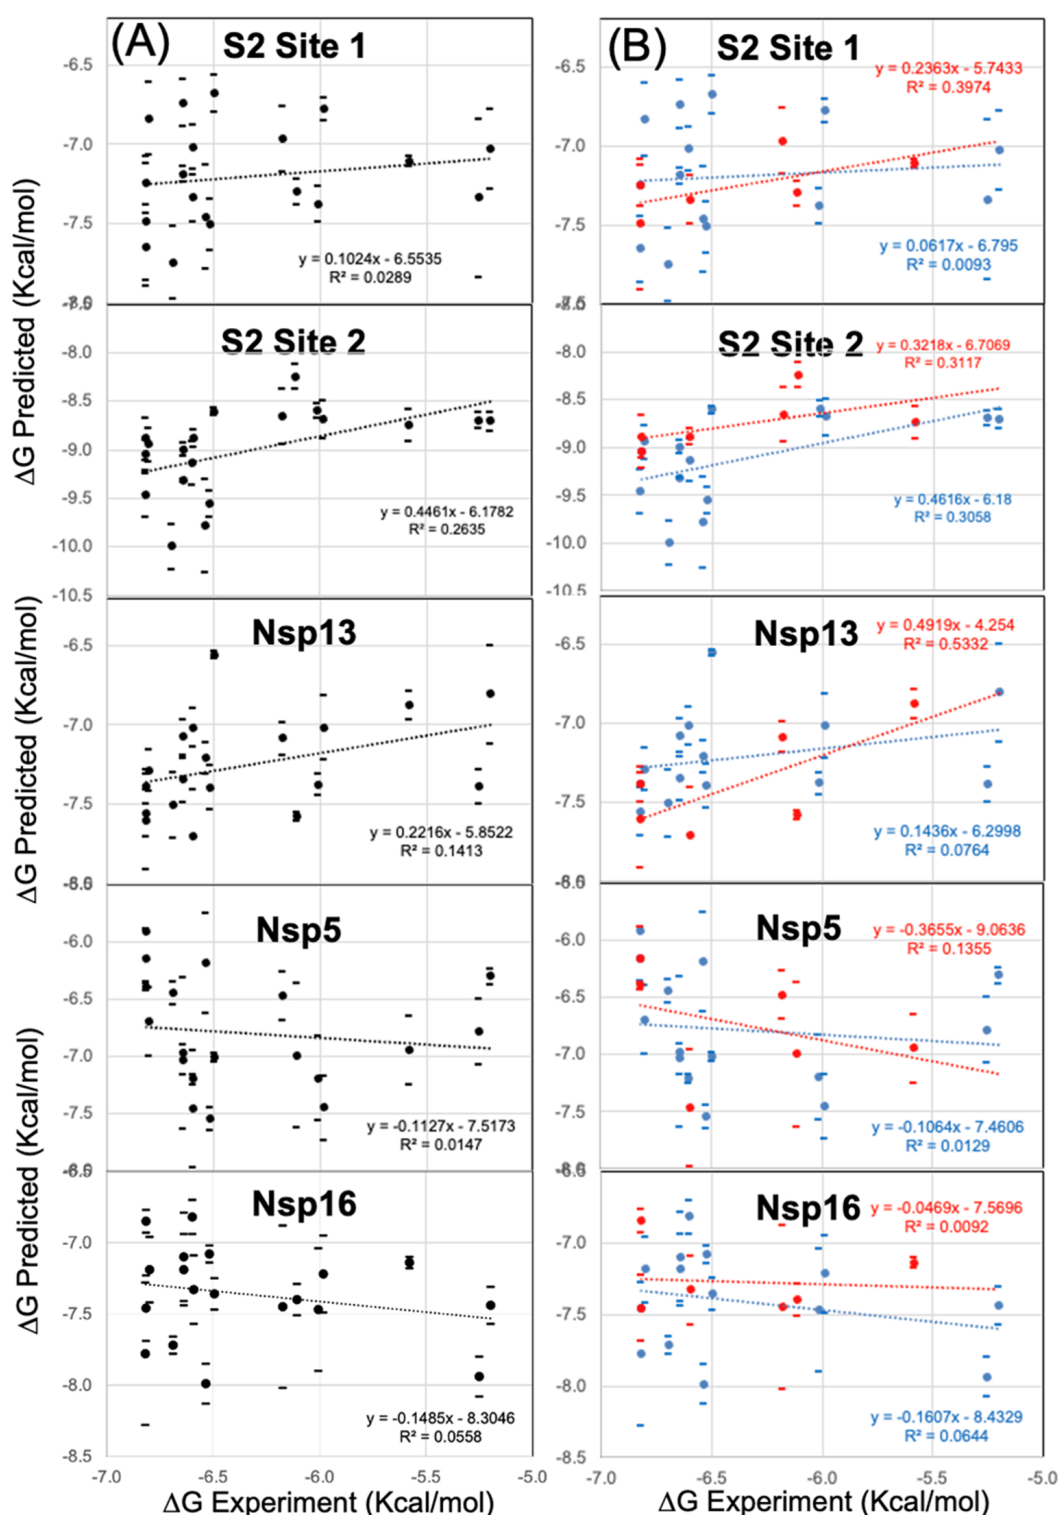 (A)
S2 Site 1
-6.5
-7.0
-7.5
y = 0.1024x - 6.5535
R² = 0.0289
S2 Site 2
-8.0
-8.5
-9.0
-9.5
-10.0
-10.5
y = 0.4461x - 6.1782
R² = 0.2635
Nsp13
-6.5
-7.0
-7.5
y = 0.2216x - 5.8522
R² = 0.1413
Nsp5
-6.0
-6.5
-7.0
-7.5
y = -0.1127x - 7.5173
R² = 0.0147
Nsp16
-7.0
-7.5
-8.0
-8.5
y = -0.1485x - 8.3046
R² = 0.0558
-7.0 -6.5 -6.0 -5.5 -5.0
ΔG Experiment (Kcal/mol)
ΔG Predicted (Kcal/mol)
ΔG Predicted (Kcal/mol)
ΔG Predicted (Kcal/mol)
(B)
S2 Site 1
-6.5
-7.0
-7.5
y = 0.2363x - 5.7433
R² = 0.3974
y = 0.0617x - 6.795
R² = 0.0093
S2 Site 2
-8.0
-8.5
-9.0
-9.5
-10.0
-10.5
y = 0.3218x - 6.7069
R² = 0.3117
y = 0.4616x - 6.18
R² = 0.3058
Nsp13
-6.5
-7.0
-7.5
y = 0.4919x - 4.254
R² = 0.5332
y = 0.1436x - 6.2998
R² = 0.0764
Nsp5
-6.0
-6.5
-7.0
-7.5
y = -0.3655x - 9.0636
R² = 0.1355
y = -0.1064x - 7.4606
R² = 0.0129
Nsp16
-7.0
-7.5
-8.0
-8.5
y = -0.0469x - 7.5696
R² = 0.0092
y = -0.1607x - 8.4329
R² = 0.0644
-7.0 -6.5 -6.0 -5.5 -5.0
ΔG Experiment (Kcal/mol)